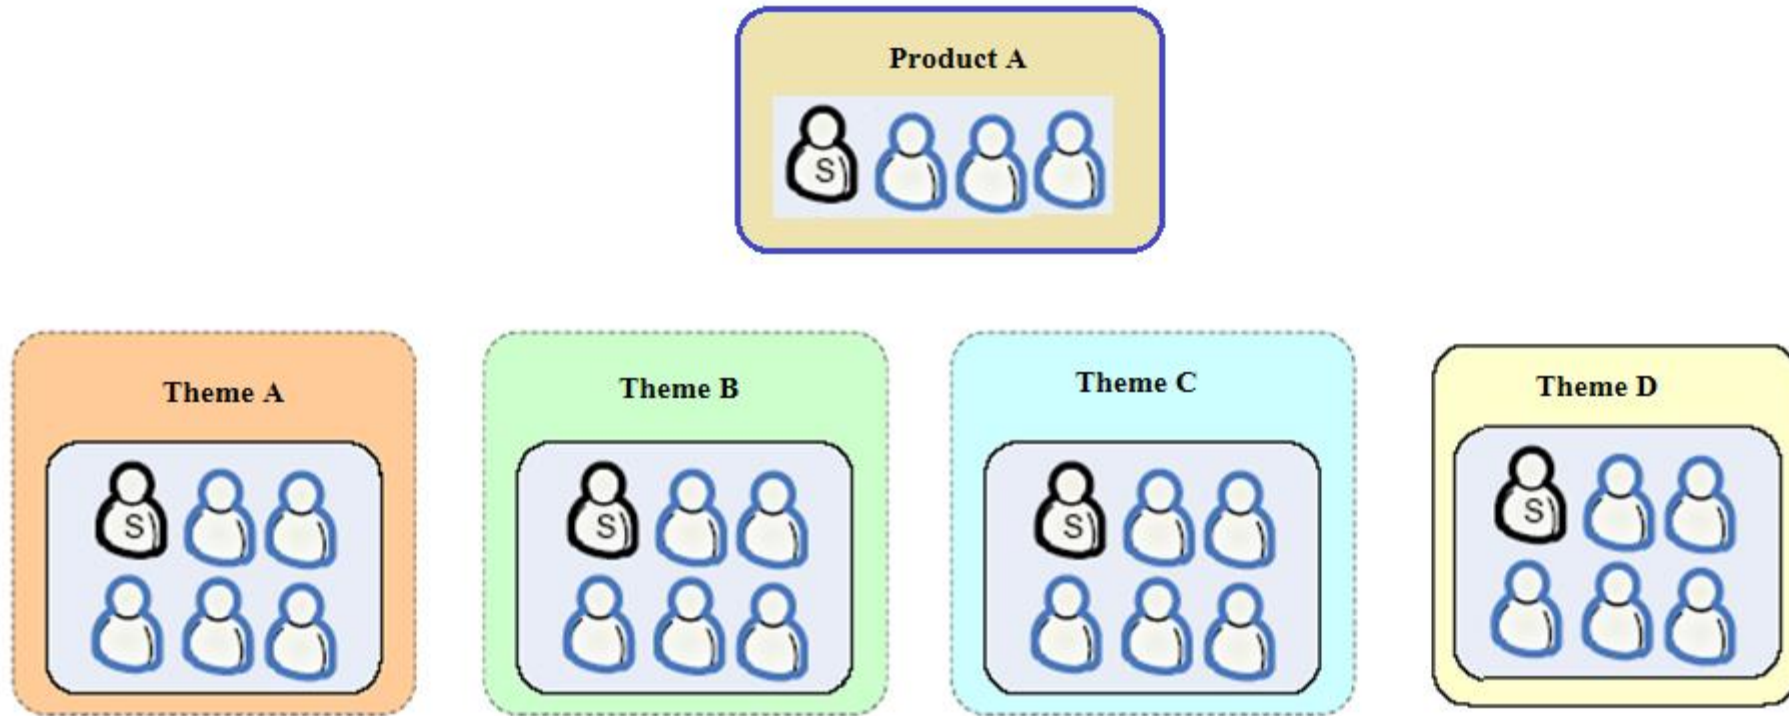 Product A
S
Theme A
Theme B
Theme C
Theme D
S
S
S
S